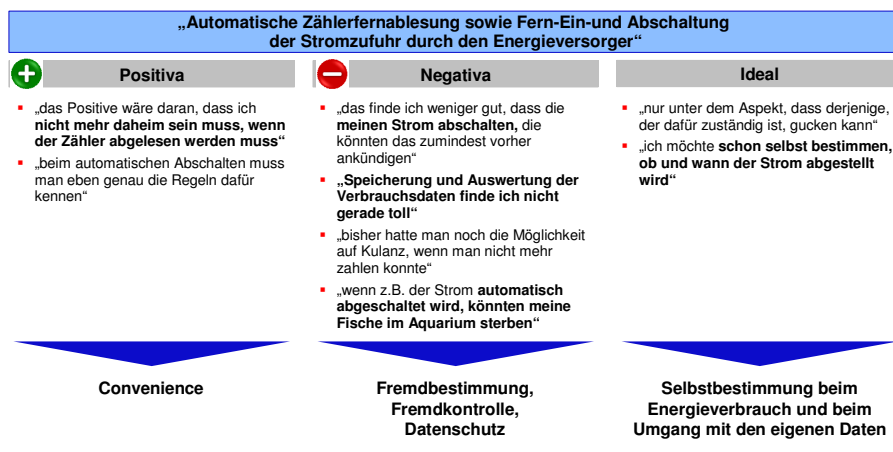 „Automatische Zählerfernablesung sowie Fern-Ein-und Abschaltung
der Stromzufuhr durch den Energieversorger“
Positiva
„das Positive wäre daran, dass ich
nicht mehr daheim sein muss, wenn
der Zähler abgelesen werden muss“
„beim automatischen Abschalten muss
man eben genau die Regeln dafür
kennen“
Convenience
Negativa
„das finde ich weniger gut, dass die
meinen Strom abschalten, die
könnten das zumindest vorher
ankündigen“
„Speicherung und Auswertung der
Verbrauchsdaten finde ich nicht
gerade toll“
„bisher hatte man noch die Möglichkeit
auf Kulanz, wenn man nicht mehr
zahlen konnte“
„wenn z.B. der Strom automatisch
abgeschaltet wird, könnten meine
Fische im Aquarium sterben“
Fremdbestimmung,
Fremdkontrolle,
Datenschutz
Ideal
„nur unter dem Aspekt, dass derjenige,
der dafür zuständig ist, gucken kann“
„ich möchte schon selbst bestimmen,
ob und wann der Strom abgestellt
wird“
Selbstbestimmung beim
Energieverbrauch und beim
Umgang mit den eigenen Daten